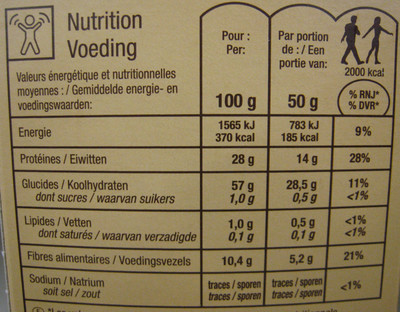 Nutrition
Voeding
Valeurs énergétique et nutritionnelles
moyennes : / Gemiddelde energie- en
voedingswaarden:
Pour :
Per:
100 g
Par portion
de : / Een
portie van:
50 g
2000 kcal
% RNJ*
% DVR*
Energie 1565 kJ 783 kJ 9%
370 kcal 185 kcal
Protéines / Eiwitten 28 g 14 g 28%
Glucides / Koolhydraten 57 g 28,5 g 11%
dont sucres / waarvan suikers 1,0 g 0,5 g <1%
Lipides / Vetten 1,0 g 0,5 g <1%
dont saturés / waarvan verzadigde 0,1 g 0,1 g <1%
Fibres alimentaires / Voedingsvezels 10,4 g 5,2 g 21%
Sodium / Natrium traces / sporen traces / sporen <1%
soit sel / zout traces / sporen traces / sporen